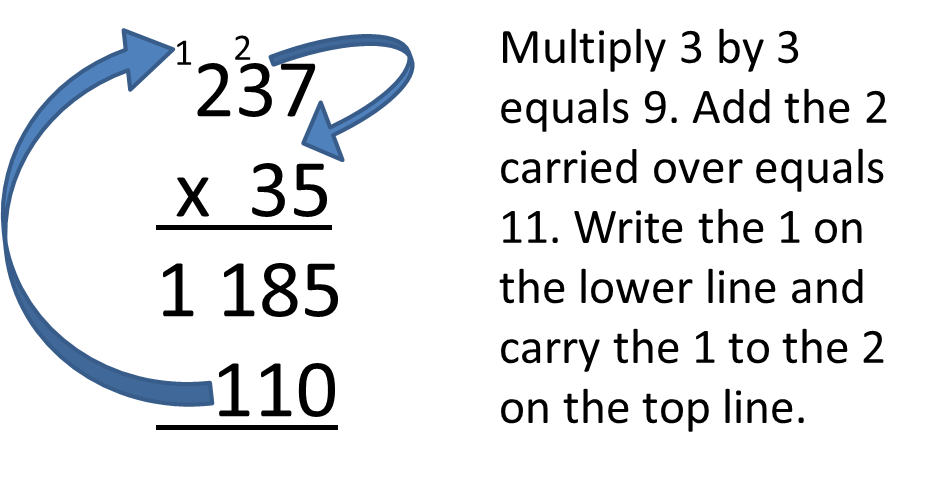 1 2
237
x 35
1 185
110
Multiply 3 by 3
equals 9. Add the 2
carried over equals
11. Write the 1 on
the lower line and
carry the 1 to the 2
on the top line.